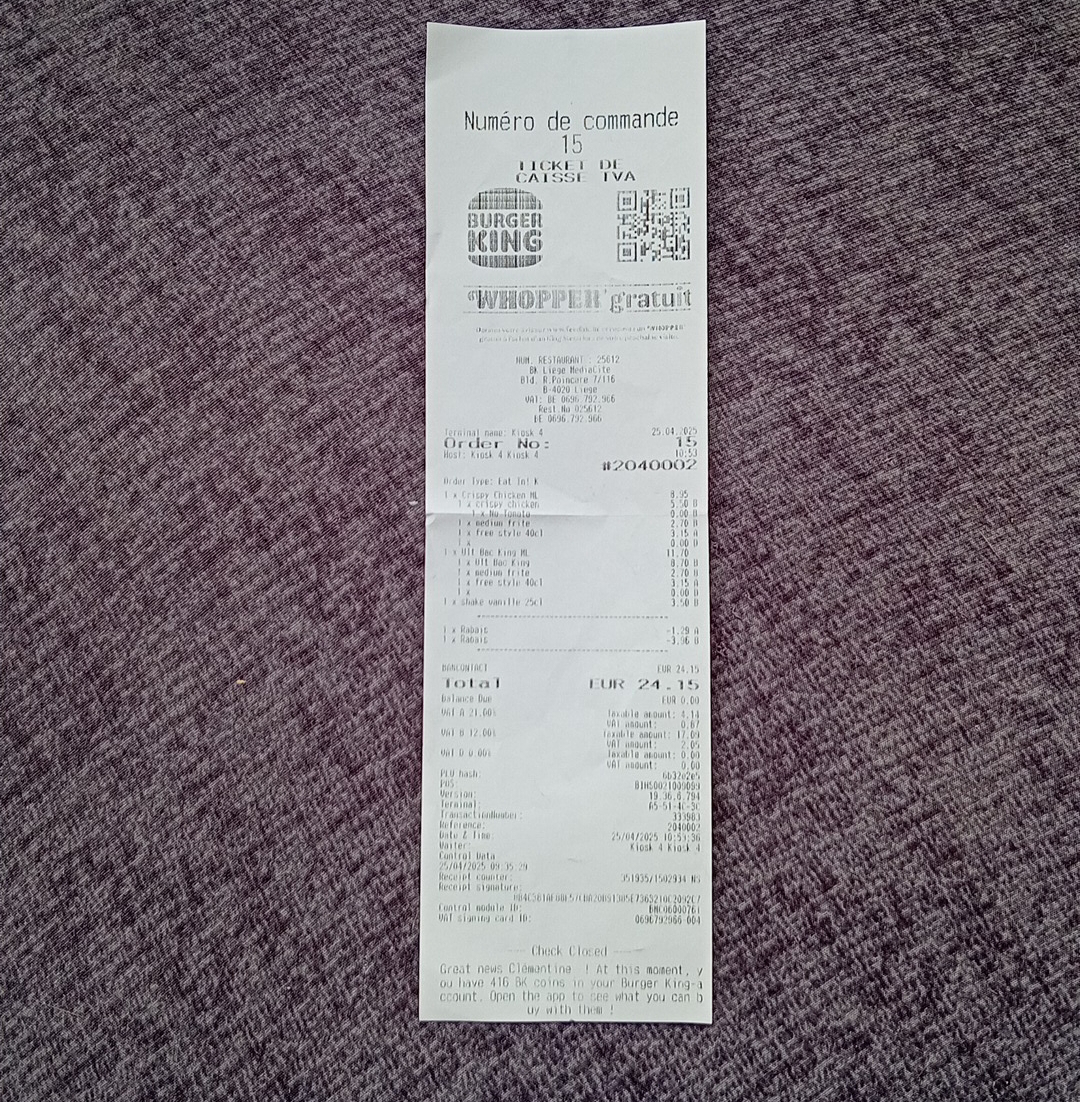 Numéro de commande
15
TICKET DE
CAISSE TVA
BURGER
KING
"WHOPPER" gratuit
NUM. RESTAURANT : 25612
BK Liege MediaCite
Bld. R.Poincare 7/116
B-4020 Liege
VAT: BE 0696.792.966
Rest.No 025612
BE 0696.792.966
Terminal name: Kiosk 4 25.04.2025
Order No: 15
Host: Kiosk 4 Kiosk 4 10:53
#2040002
Order Type: Eat In: K
1 x Crispy Chicken ML 8.95
1 x crispy chicken 5.50 B
1 x No Tomato 0.00 B
1 x medium frite 2.70 B
1 x free style 40cl 3.15 A
1 x 0.00 D
1 x Ult Bac King ML 11.70
1 x Ult Bac King 8.70 B
1 x medium frite 2.70 B
1 x free style 40cl 3.15 A
1 x 0.00 D
1 x shake vanille 25cl 3.50 B
1 x Rabais -1.29 A
1 x Rabais -3.96 B
BANCONTACT EUR 24.15
Total EUR 24.15
Balance Due EUR 0.00
VAT A 21.00% Taxable amount: 4.14
VAT amount: 0.87
VAT B 12.00% Taxable amount: 17.09
VAT amount: 2.05
VAT D 0.00% Taxable amount: 0.00
VAT amount: 0.00
PLU hash: 6b32e2e5
POS:
Version: 19.36.6.794
Terminal:
TransactionNumber: 333983
Reference: 2040002
Date & Time: 25/04/2025 10:53:36
Waiter: Kiosk 4 Kiosk 4
Control Data
25/04/2025 09:35:29
Receipt counter: 351935/1502934 NS
Receipt signature:
Control module ID:
VAT signing card ID: 0696792966-004
---- Check Closed ----
Great news Clémentine ! At this moment, y
ou have 416 BK coins in your Burger King-a
ccount. Open the app to see what you can b
uy with them !